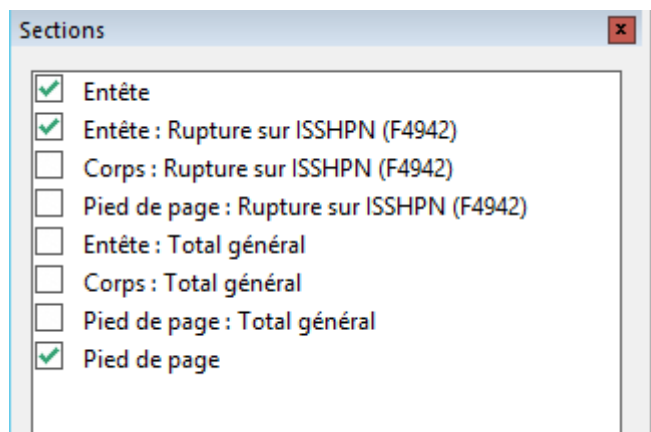 Sections
Entête
Entête : Rupture sur ISSHPN (F4942)
Corps : Rupture sur ISSHPN (F4942)
Pied de page : Rupture sur ISSHPN (F4942)
Entête : Total général
Corps : Total général
Pied de page : Total général
Pied de page